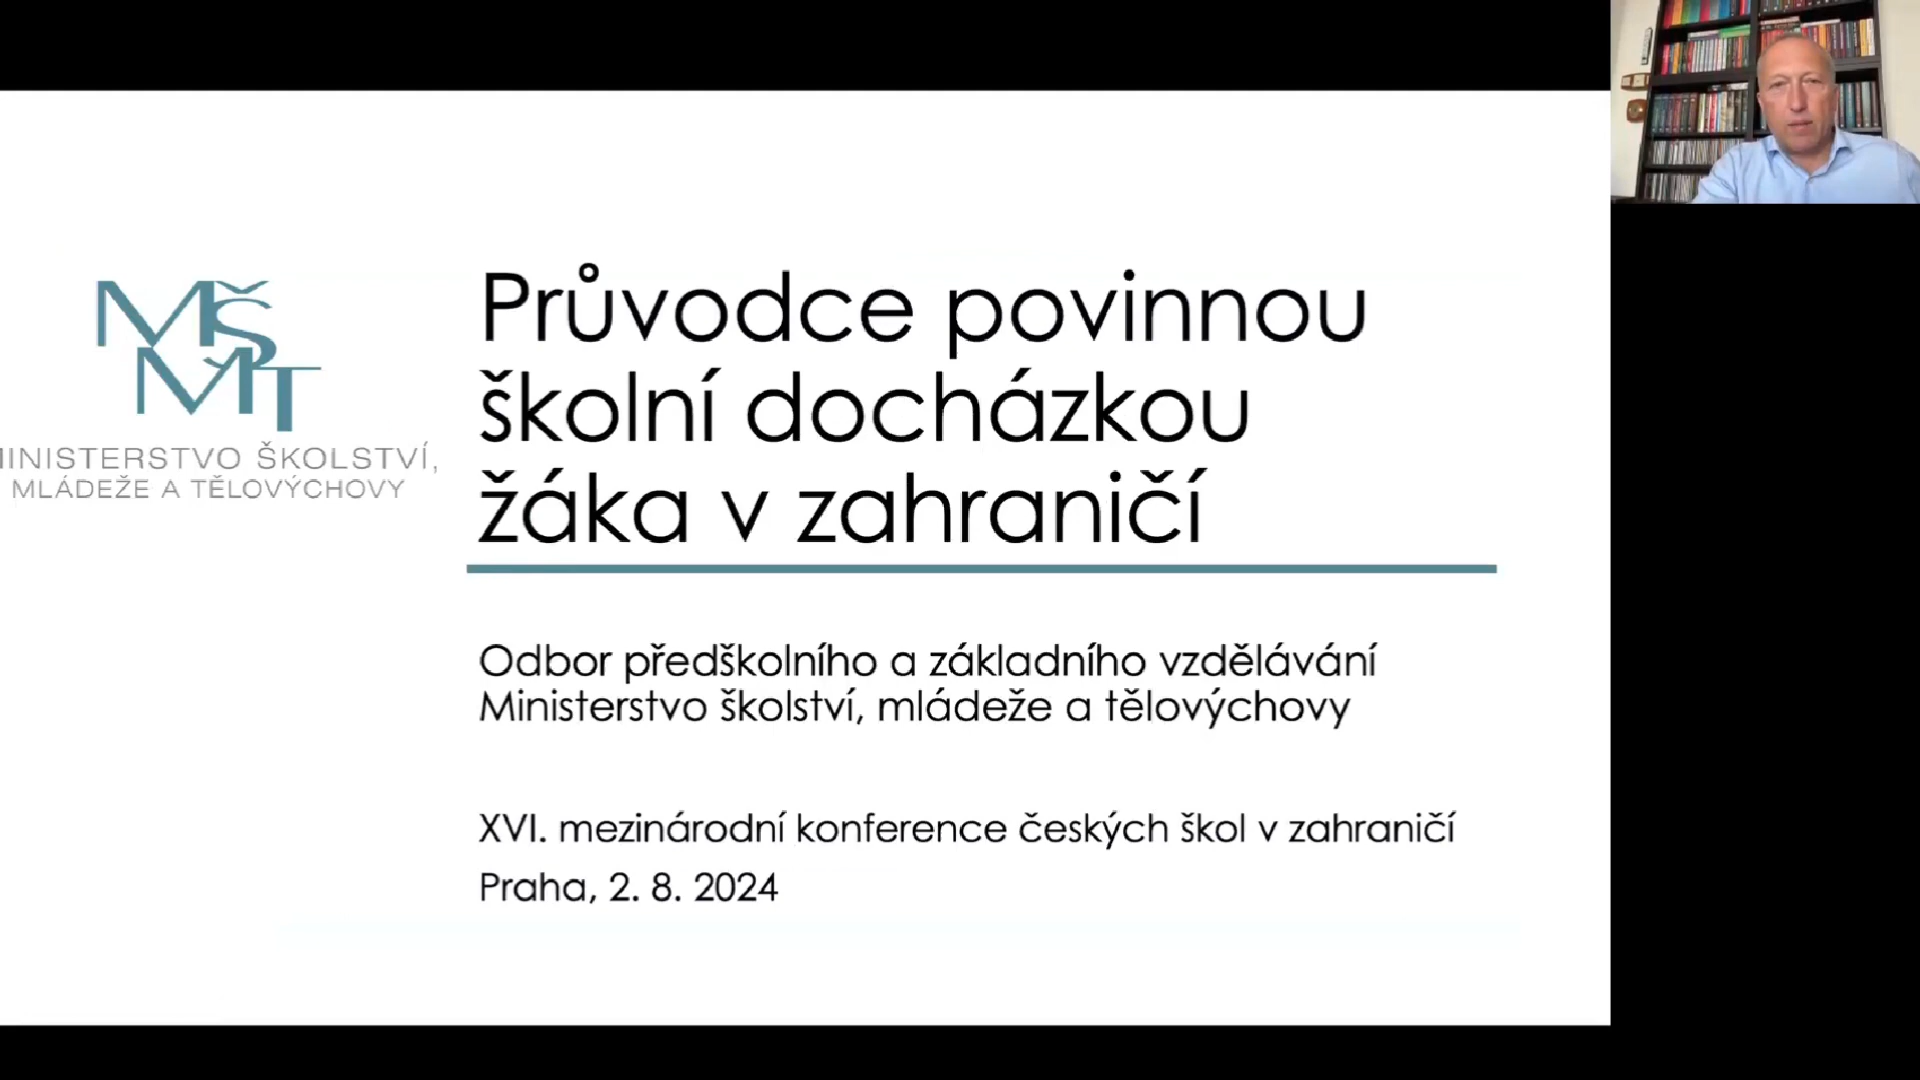 MŠMT
MINISTERSTVO ŠKOLSTVÍ,
MLÁDEŽE A TĚLOVÝCHOVY
Průvodce povinnou
školní docházkou
žáka v zahraničí
Odbor předškolního a základního vzdělávání
Ministerstvo školství, mládeže a tělovýchovy
XVI. mezinárodní konference českých škol v zahraničí
Praha, 2. 8. 2024